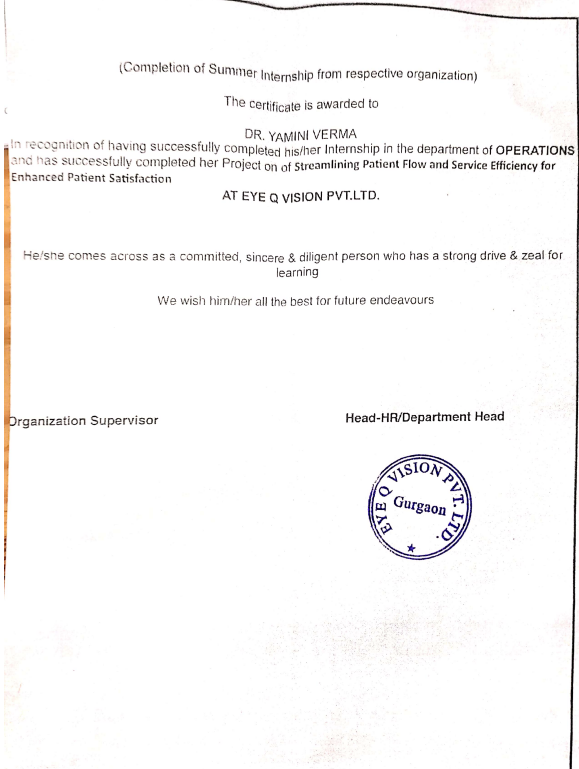 (Completion of Summer Internship from respective organization)
The certificate is awarded to
DR. YAMINI VERMA
In recognition of having successfully completed his/her Internship in the department of OPERATIONS
and has successfully completed her Project on of Streamlining Patient Flow and Service Efficiency for
Enhanced Patient Satisfaction
AT EYE Q VISION PVT.LTD.
He/she comes across as a committed, sincere & diligent person who has a strong drive & zeal for
learning
We wish him/her all the best for future endeavours
Organization Supervisor
Head-HR/Department Head
EYE Q VISION PVT. LTD.
Gurgaon